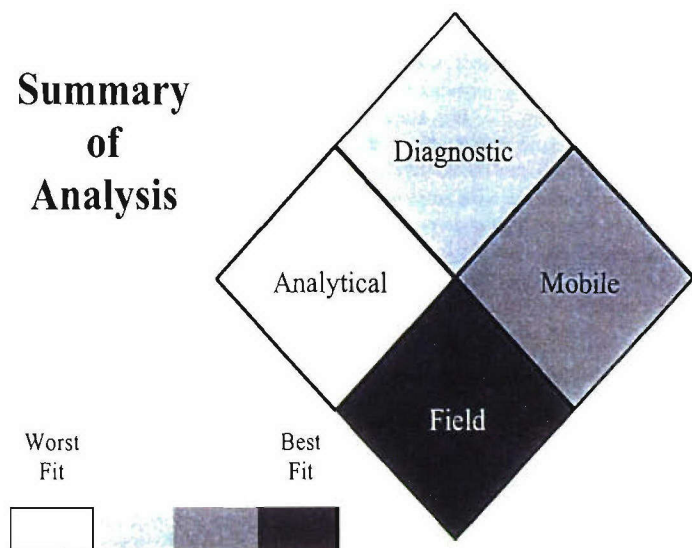 Summary
of
Analysis
Diagnostic
Analytical
Mobile
Field
Worst
Fit
Best
Fit